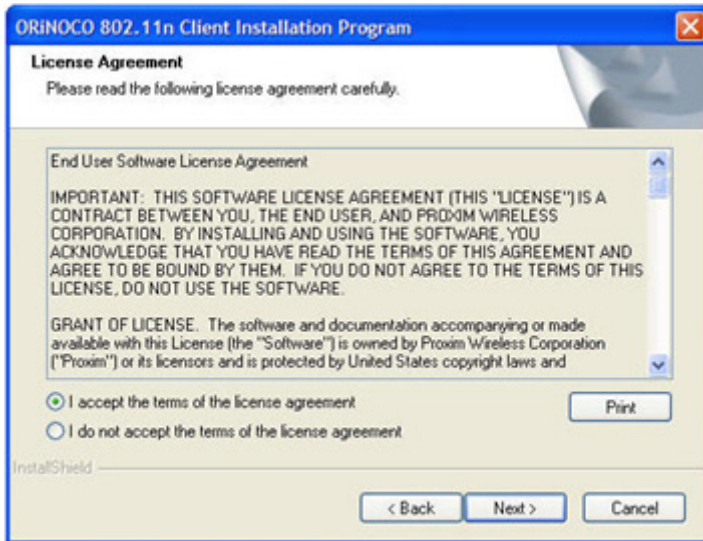 ORiNOCO 802.11n Client Installation Program
License Agreement
Please read the following license agreement carefully.
End User Software License Agreement
IMPORTANT: THIS SOFTWARE LICENSE AGREEMENT (THIS "LICENSE") IS A
CONTRACT BETWEEN YOU, THE END USER, AND PROXIM WIRELESS
CORPORATION. BY INSTALLING AND USING THE SOFTWARE, YOU
ACKNOWLEDGE THAT YOU HAVE READ THE TERMS OF THIS AGREEMENT AND
AGREE TO BE BOUND BY THEM. IF YOU DO NOT AGREE TO THE TERMS OF THIS
LICENSE, DO NOT USE THE SOFTWARE.
GRANT OF LICENSE. The software and documentation accompanying or made
available with this License (the "Software") is owned by Proxim Wireless Corporation
("Proxim") or its licensors and is protected by United States copyright laws and
I accept the terms of the license agreement
Print
I do not accept the terms of the license agreement
InstallShield
< Back
Next >
Cancel